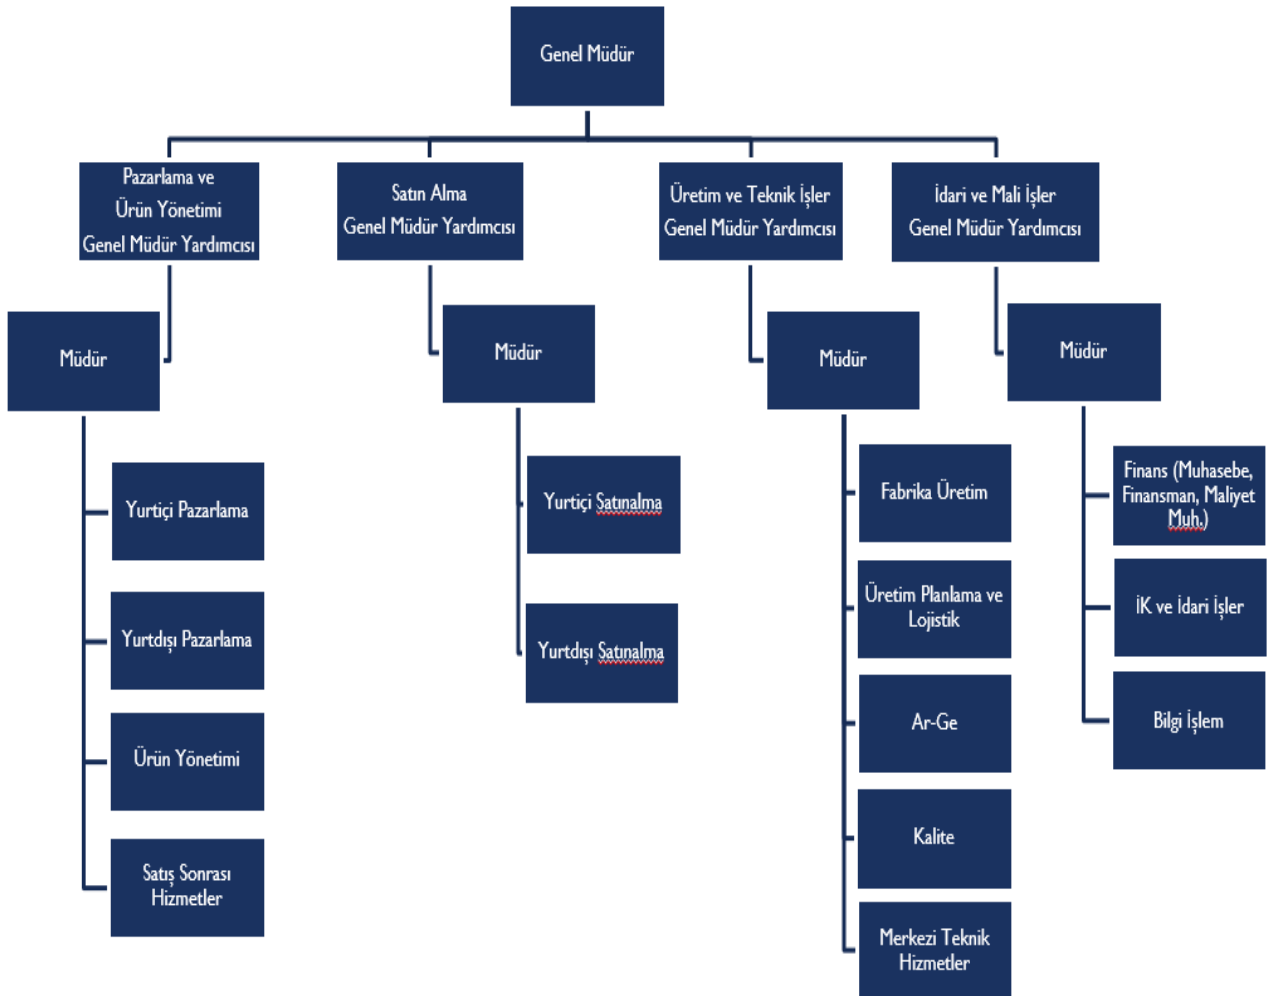 Genel Müdür
Pazarlama ve
Ürün Yönetimi
Genel Müdür Yardımcısı
Satın Alma
Genel Müdür Yardımcısı
Üretim ve Teknik İşler
Genel Müdür Yardımcısı
İdari ve Mali İşler
Genel Müdür Yardımcısı
Müdür
Yurtiçi Pazarlama
Yurtdışı Pazarlama
Ürün Yönetimi
Satış Sonrası
Hizmetler
Müdür
Yurtiçi Satınalma
Yurtdışı Satınalma
Müdür
Fabrika Üretim
Üretim Planlama ve
Lojistik
Ar-Ge
Kalite
Merkezi Teknik
Hizmetler
Müdür
Finans (Muhasebe,
Finansman, Maliyet
Muh.)
İK ve İdari İşler
Bilgi İşlem